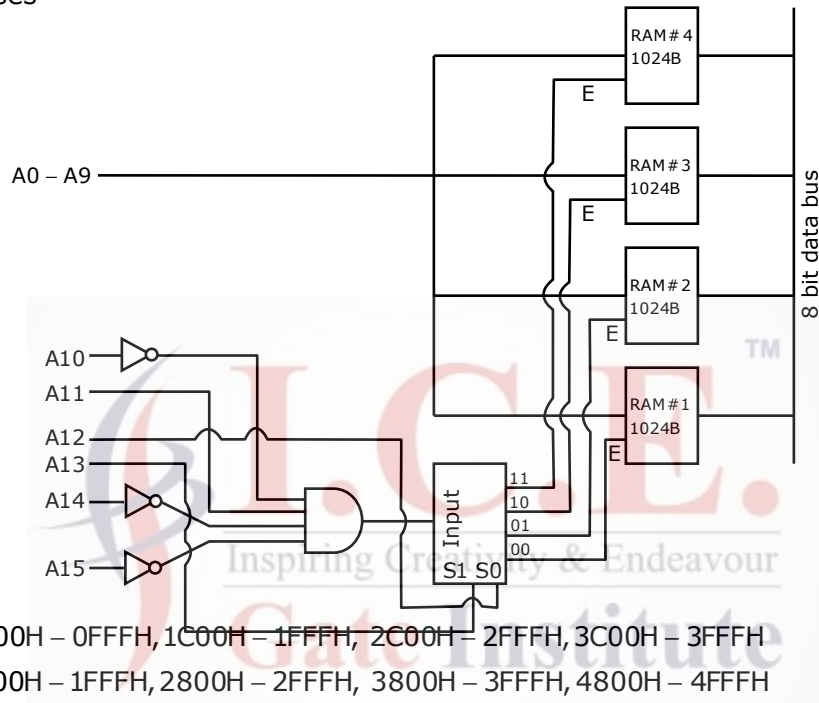 RAM#4
1024B
E
A0 – A9
RAM#3
1024B
E
8 bit data bus
RAM#2
1024B
E
TM
A10
A11
RAM#1
1024B
E
A12
A13
I.C.E.
A14
A15
Input
11
10
01
00
S1 S0
Inspiring Creativity & Endeavour
Gate Institute
00H – 0FFFH, 1C00H – 1FFFH, 2C00H – 2FFFH, 3C00H – 3FFFH
00H – 1FFFH, 2800H – 2FFFH, 3800H – 3FFFH, 4800H – 4FFFH